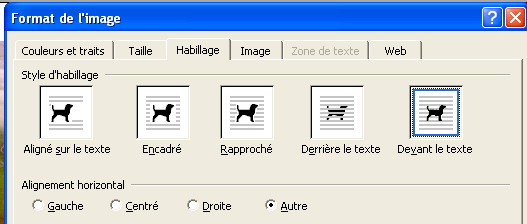 Format de l'image
Couleurs et traits Taille Habillage Image Zone de texte Web
Style d'habillage
Aligné sur le texte Encadré Rapproché Derrière le texte Devant le texte
Alignement horizontal
Gauche Centré Droite Autre